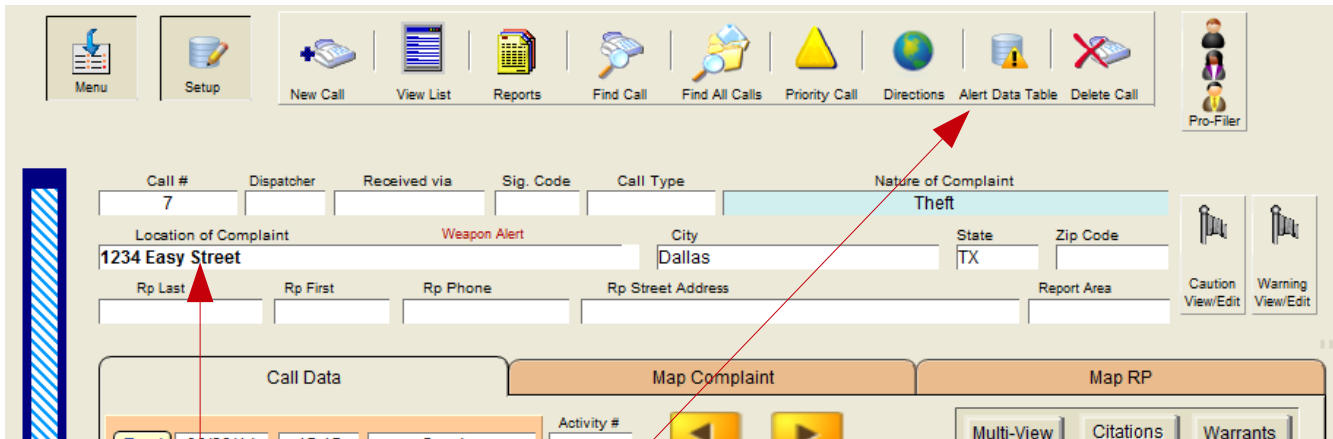 Menu
Setup
New Call
View List
Reports
Find Call
Find All Calls
Priority Call
Directions
Alert Data Table
Delete Call
Pro-Filer
Call # Dispatcher Received via Sig. Code Call Type Nature of Complaint
7 Theft
Location of Complaint Weapon Alert City State Zip Code
1234 Easy Street Dallas TX
Caution View/Edit
Warning View/Edit
Rp Last Rp First Rp Phone Rp Street Address Report Area
Call Data Map Complaint Map RP
Activity #
Multi-View Citations Warrants